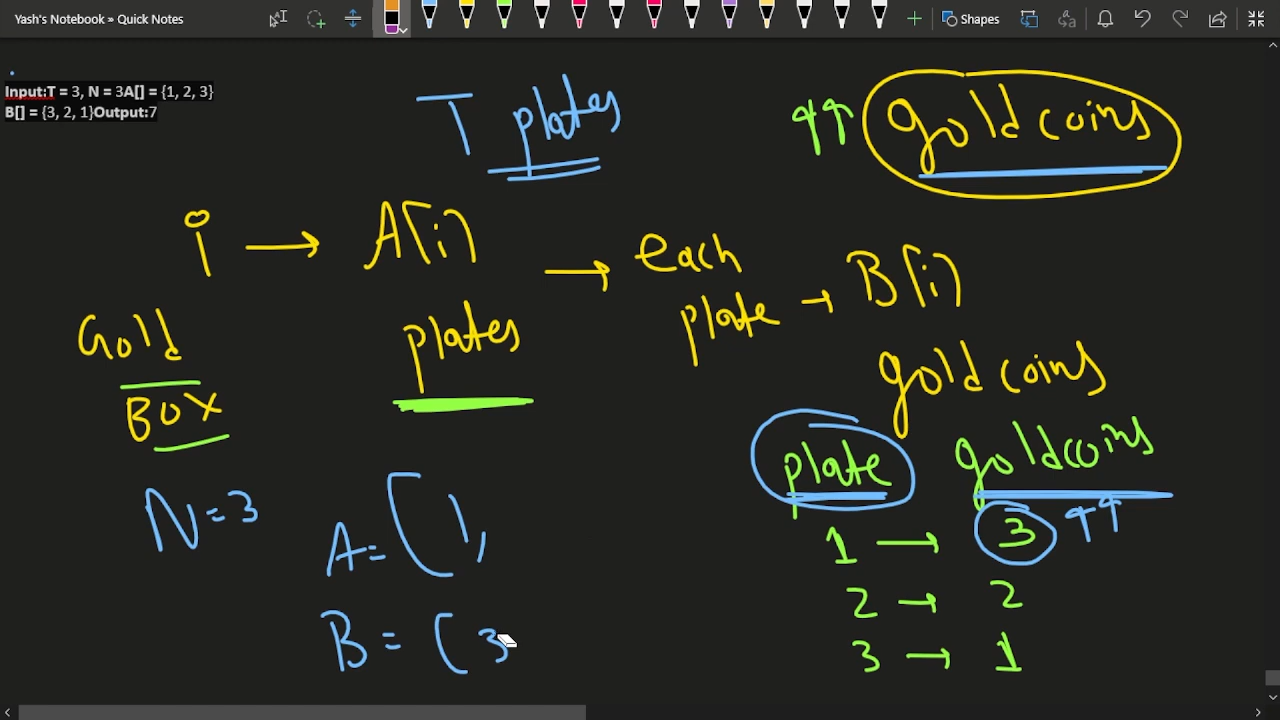 Yash's Notebook » Quick Notes
Shapes
Input:T = 3, N = 3A[] = {1, 2, 3}
B[] = {3, 2, 1}Output:7
T plates
↑↑ gold coins
i → A[i] → each plate → B[i]
gold coins
Gold Box
plates
plate goldcoins
1 → 3 ↑↑
2 → 2
3 → 1
N=3
A= [1,
B= [3